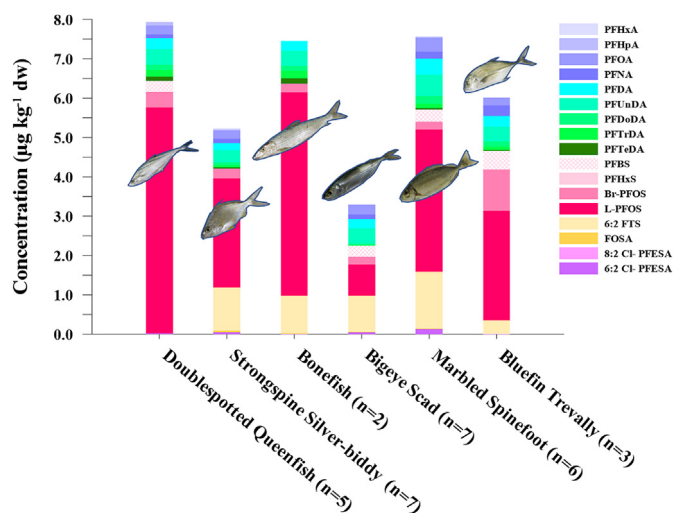 Concentration (µg kg-¹ dw)
8.0
7.0
6.0
5.0
4.0
3.0
2.0
1.0
0.0
Doublespotted Queenfish (n=5)
Strongspine Silver-biddy (n=7)
Bonefish (n=2)
Bigeye Scad (n=7)
Marbled Spinefoot (n=6)
Bluefin Trevally (n=3)
PFHxA
PFHpA
PFOA
PFNA
PFDA
PFUnDA
PFDoDA
PFTrDA
PFTeDA
PFBS
PFHxS
Br-PFOS
L-PFOS
6:2 FTS
FOSA
8:2 Cl- PFESA
6:2 Cl- PFESA